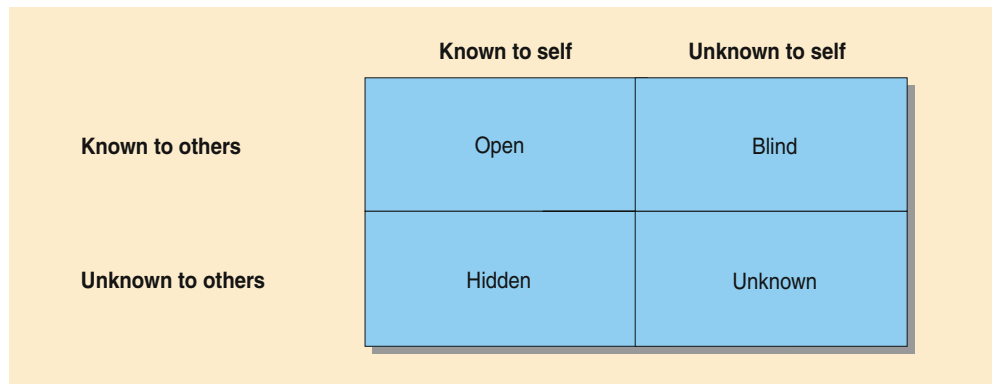 Known to self Unknown to self
Known to others Open Blind
Unknown to others Hidden Unknown